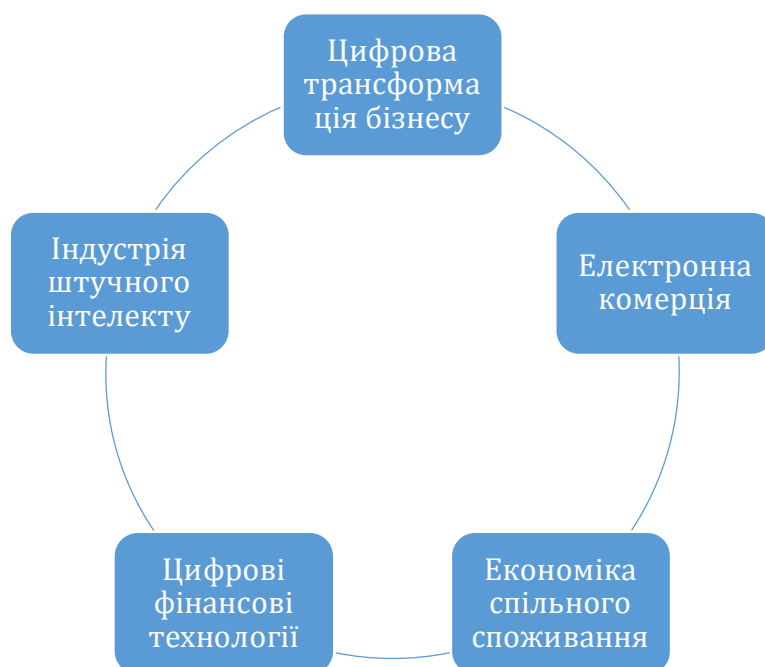 Цифрова
трансформа
ція бізнесу
Електронна
комерція
Економіка
спільного
споживання
Цифрові
фінансові
технології
Індустрія
штучного
інтелекту